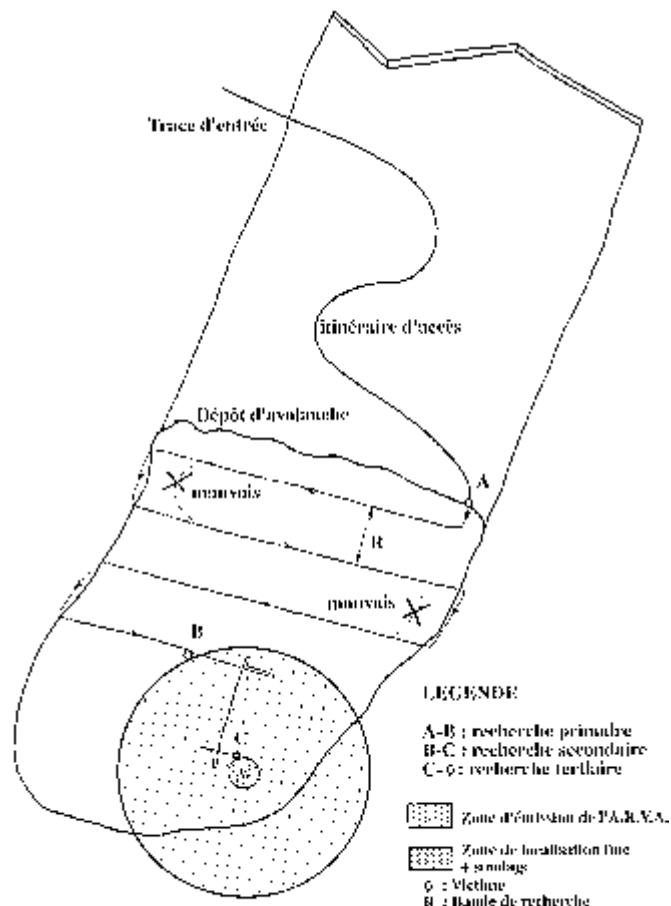 Trace d'entrée
itinéraire d'accès
Dépôt d'avalanche
A
mauvais
R
mauvais
B
C
LEGENDE
A-B : recherche primaire
B-C : recherche secondaire
C- : recherche tertiaire
Zone d'émission de l'A.R.V.A.
Zone de localisation fine
+ sondage
: Victime
R : Bande de recherche